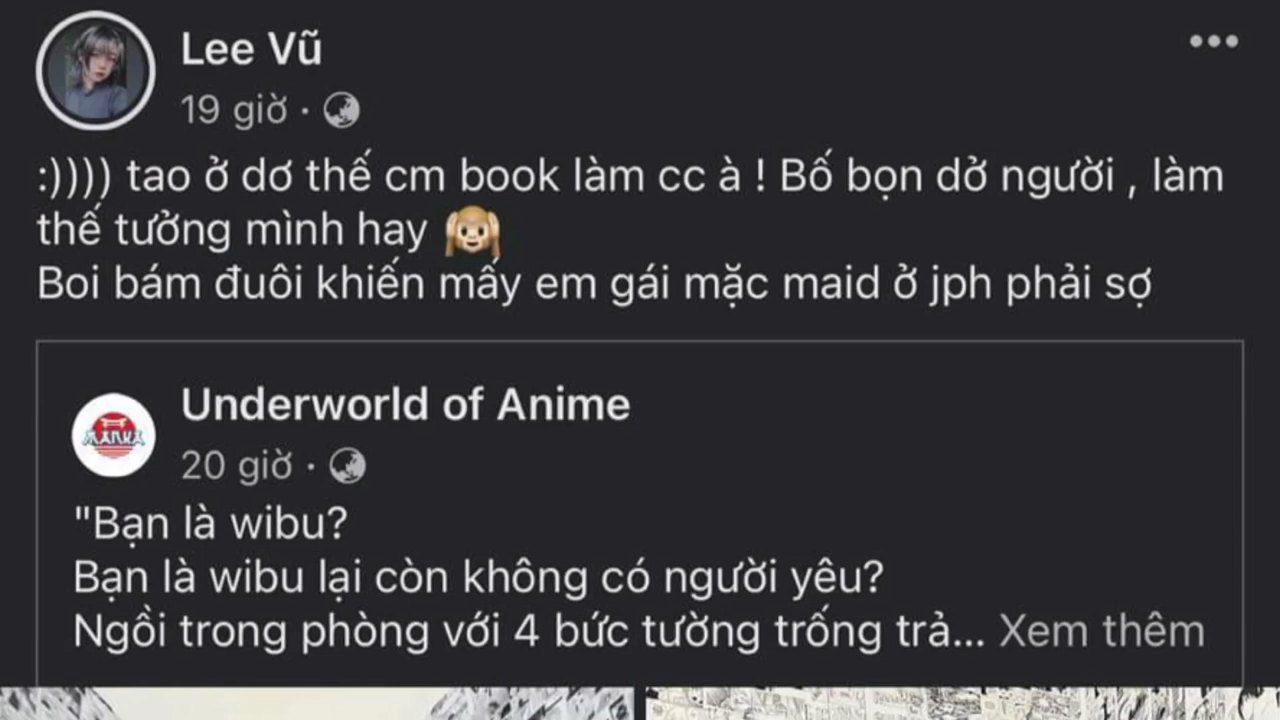 Lee Vũ
19 giờ ·
:)))) tao ở dơ thế cm book làm cc à ! Bố bọn dở người , làm
thế tưởng mình hay 🙉
Boi bám đuôi khiến mấy em gái mặc maid ở jph phải sợ
Underworld of Anime
MANKA
20 giờ ·
"Bạn là wibu?
Bạn là wibu lại còn không có người yêu?
Ngồi trong phòng với 4 bức tường trống trả... Xem thêm